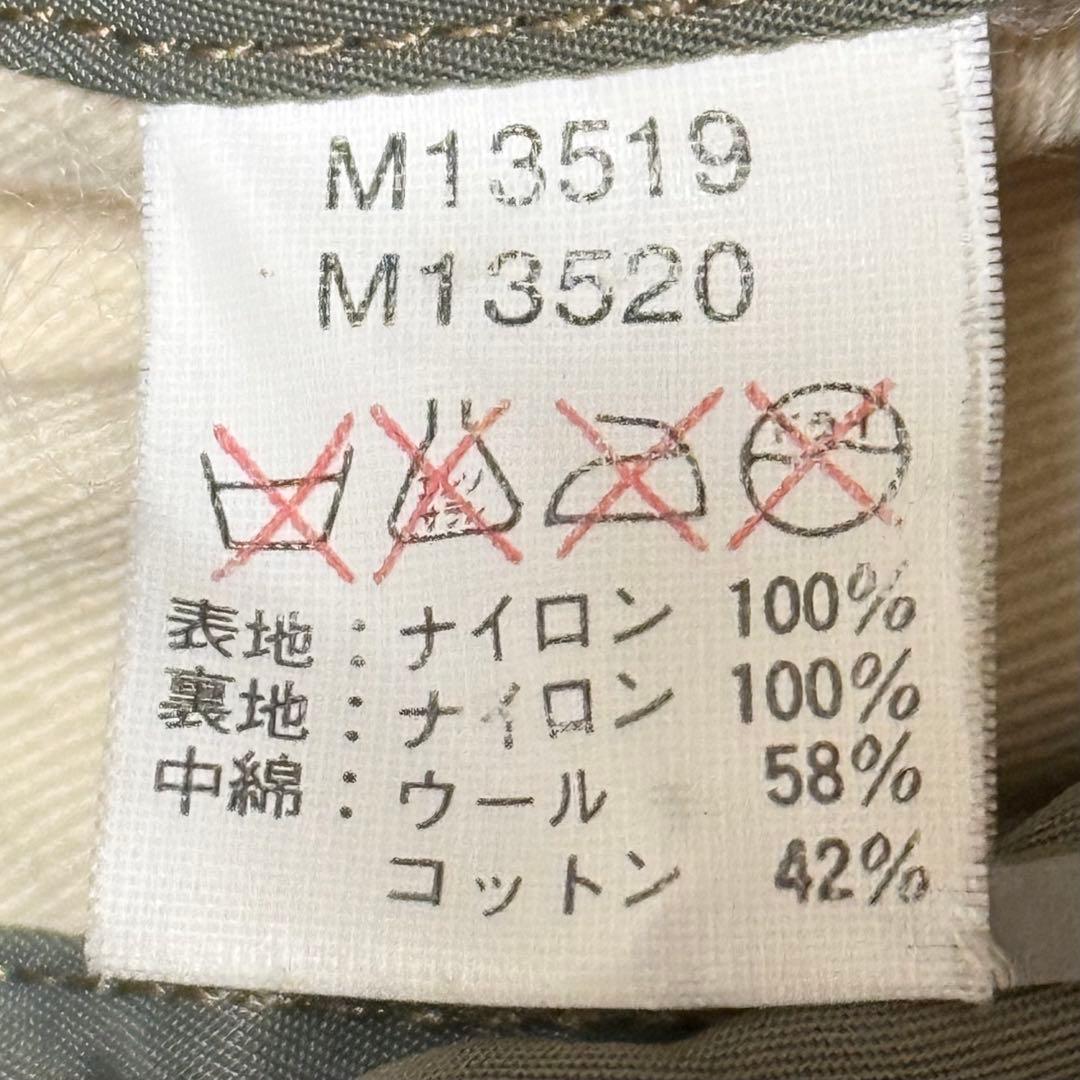 M13519
M13520
表地：ナイロン 100%
裏地：ナイロン 100%
中綿：ウール 58%
コットン 42%